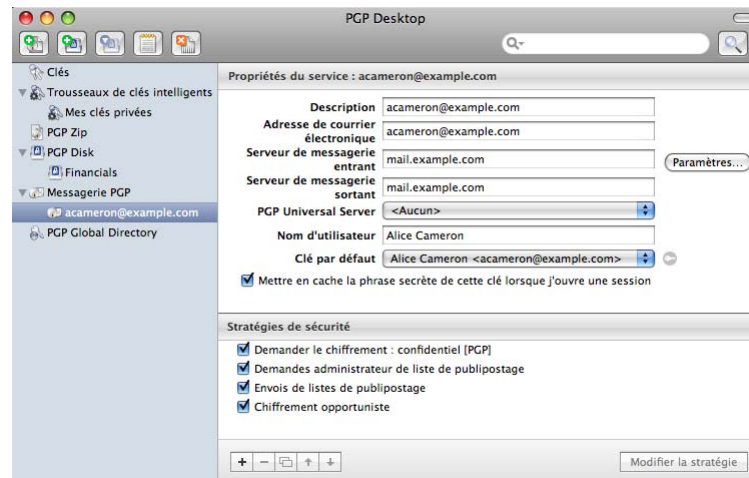 PGP Desktop
Clés
Trousseaux de clés intelligents
Mes clés privées
PGP Zip
PGP Disk
Financials
Messagerie PGP
acameron@example.com
PGP Global Directory
Propriétés du service : acameron@example.com
Description acameron@example.com
Adresse de courrier
électronique acameron@example.com
Serveur de messagerie
entrant mail.example.com Paramètres...
Serveur de messagerie
sortant mail.example.com
PGP Universal Server <Aucun>
Nom d'utilisateur Alice Cameron
Clé par défaut Alice Cameron <acameron@example.com>
Mettre en cache la phrase secrète de cette clé lorsque j'ouvre une session
Stratégies de sécurité
Demander le chiffrement : confidentiel [PGP]
Demandes administrateur de liste de publipostage
Envois de listes de publipostage
Chiffrement opportuniste
Modifier la stratégie